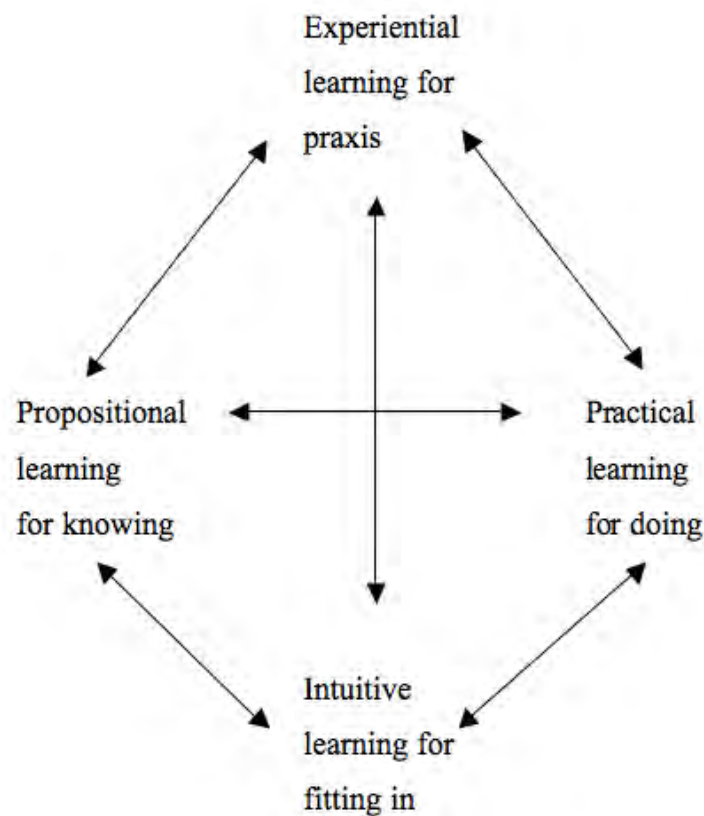 Experiential
learning for
praxis
Propositional
learning
for knowing
Practical
learning
for doing
Intuitive
learning for
fitting in